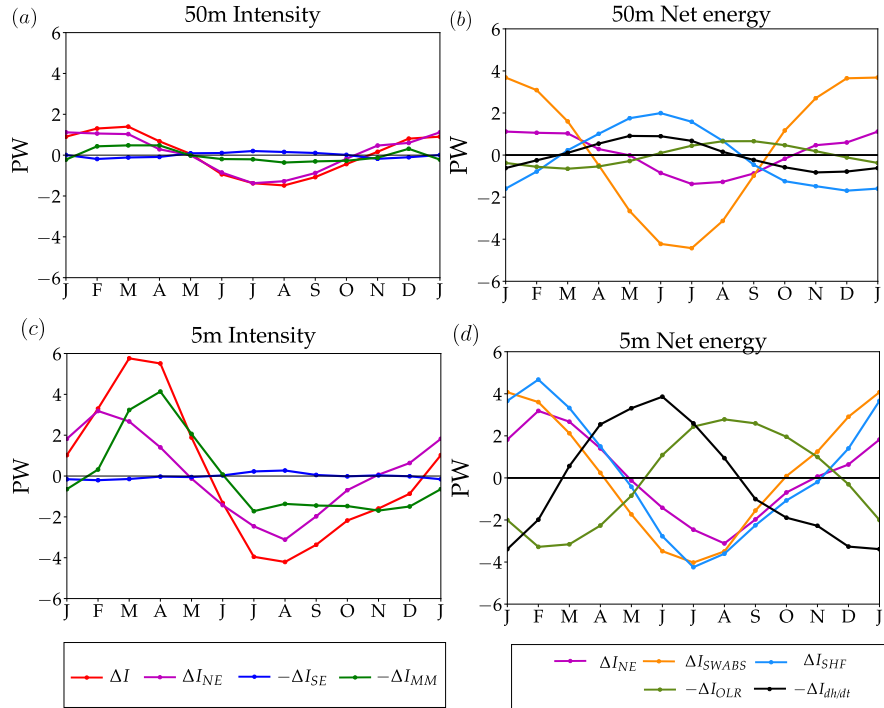 (a)
50m Intensity
6
4
2
0
−2
−4
−6
PW
J F M A M J J A S O N D J
(b)
50m Net energy
6
4
2
0
−2
−4
−6
PW
J F M A M J J A S O N D J
(c)
5m Intensity
6
4
2
0
−2
−4
−6
PW
J F M A M J J A S O N D J
(d)
5m Net energy
6
4
2
0
−2
−4
−6
PW
J F M A M J J A S O N D J
ΔI ΔI_NE −ΔI_SE −ΔI_MM
ΔI_NE ΔI_SWABS ΔI_SHF
−ΔI_OLR −ΔI_dh/dt